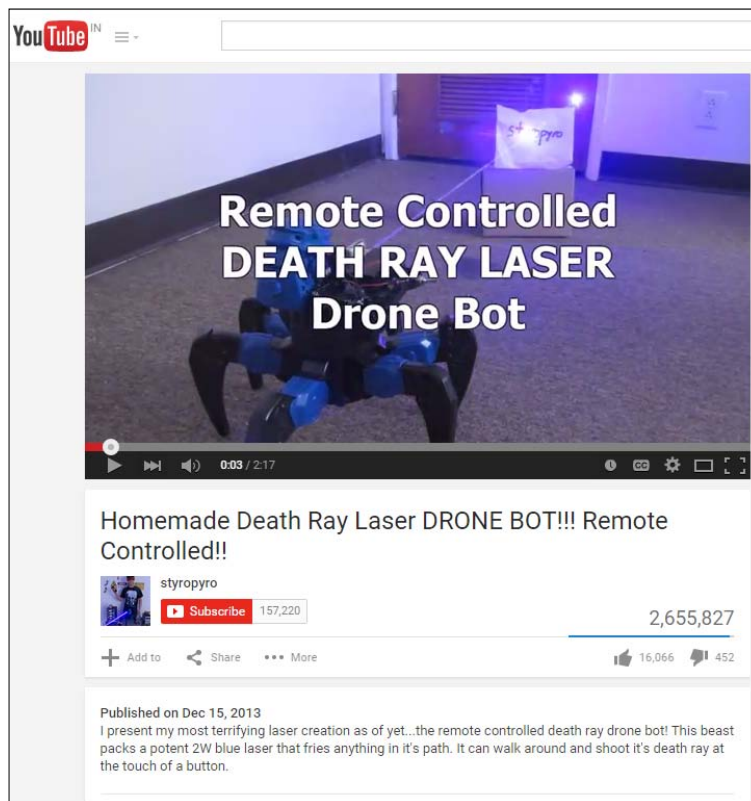 YouTube IN
styropyro
Remote Controlled
DEATH RAY LASER
Drone Bot
0:03 / 2:17
CC
Homemade Death Ray Laser DRONE BOT!!! Remote
Controlled!!
styropyro
Subscribe 157,220
2,655,827
Add to Share More 16,066 452
Published on Dec 15, 2013
I present my most terrifying laser creation as of yet...the remote controlled death ray drone bot! This beast
packs a potent 2W blue laser that fries anything in it's path. It can walk around and shoot it's death ray at
the touch of a button.